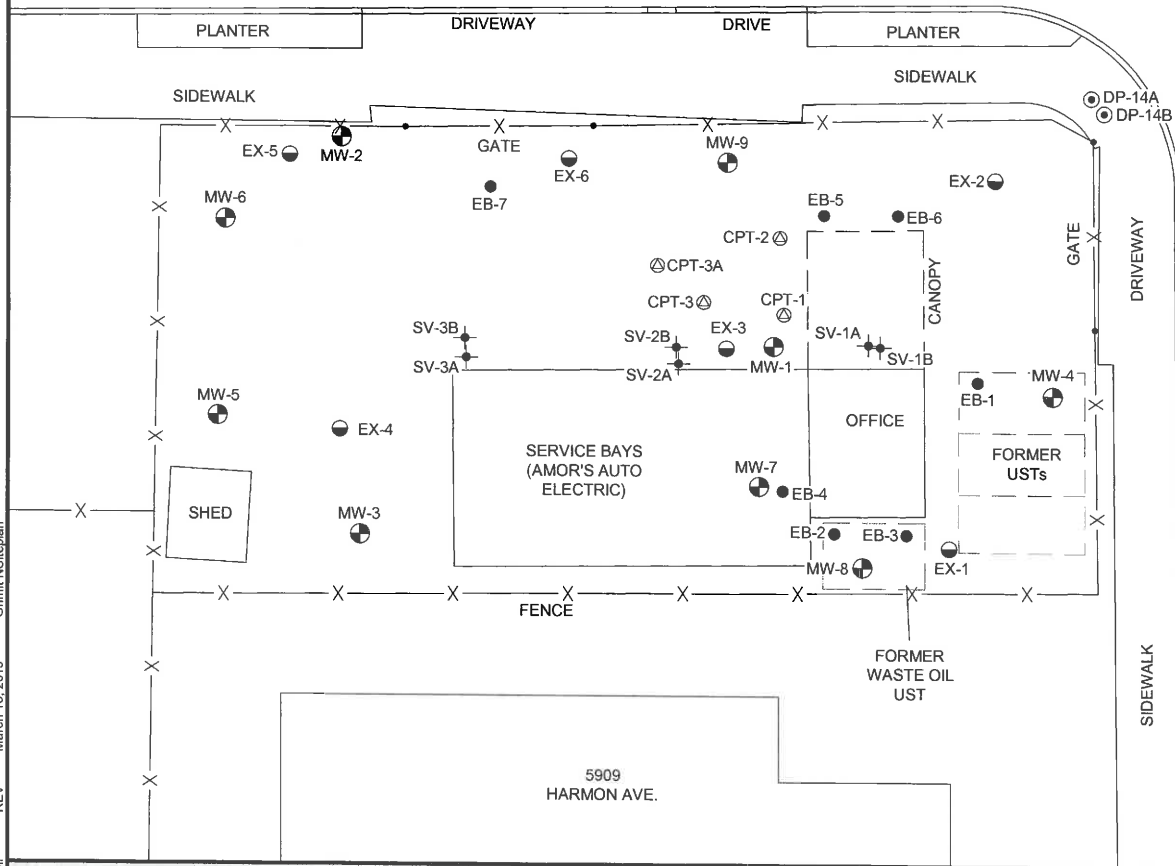 PLANTER
DRIVEWAY
DRIVE
PLANTER
SIDEWALK
SIDEWALK
DP-14A
DP-14B
X
X
X
X
X
X
MW-2
EX-5
GATE
EX-6
MW-9
EX-2
MW-6
EB-7
EB-5
EB-6
X
CPT-2
CPT-3A
CANOPY
GATE
X
DRIVEWAY
CPT-3
CPT-1
X
SV-3B
SV-3A
SV-2B
SV-2A
EX-3
MW-1
SV-1A
SV-1B
MW-5
EX-4
X
EB-1
MW-4
X
OFFICE
SERVICE BAYS
(AMOR'S AUTO
ELECTRIC)
FORMER
USTs
MW-7
EB-4
SHED
X
MW-3
EB-2
EB-3
X
X
MW-8
EX-1
X
X
X
X
X
X
X
X
FENCE
FORMER
WASTE OIL
UST
X
SIDEWALK
X
5909
HARMON AVE.
REV